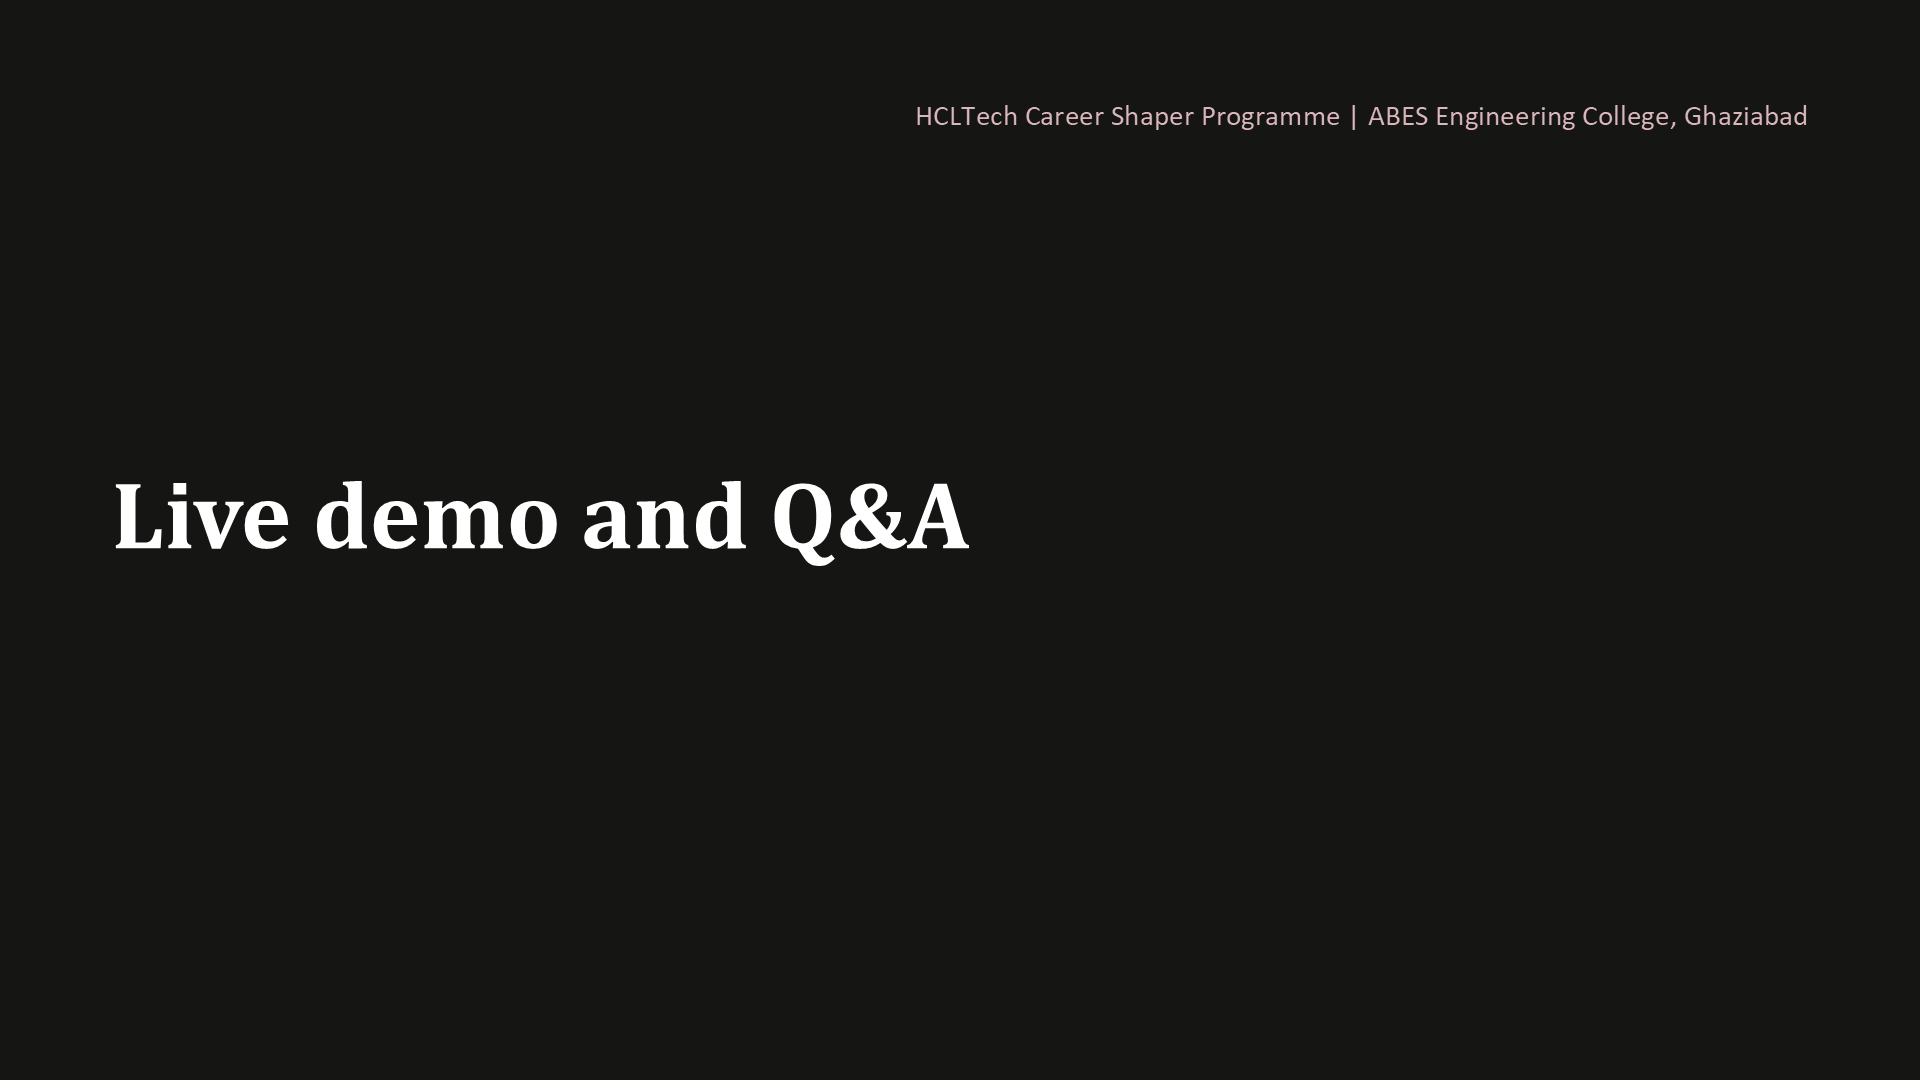 HCLTech Career Shaper Programme | ABES Engineering College, Ghaziabad
Live demo and Q&A